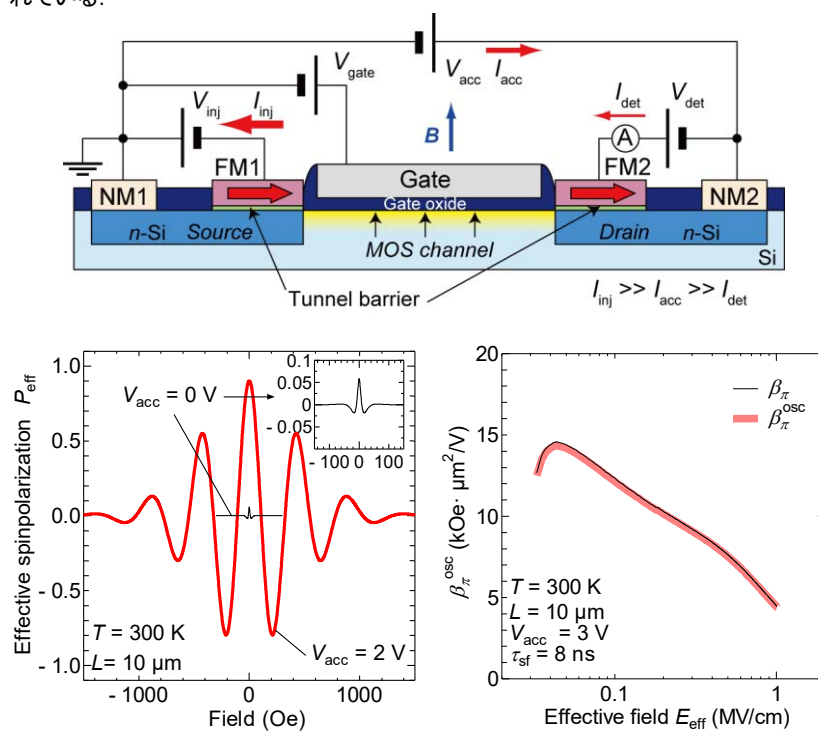 れている.
V_gate
V_acc I_acc
V_inj I_inj
I_det V_det
B
A
FM1
FM2
Gate
NM1
NM2
Gate oxide
n-Si Source
MOS channel
Drain n-Si
Si
Tunnel barrier
I_inj >> I_acc >> I_det
Effective spinpolarization P_eff
1.0
0.5
0.0
- 0.5
- 1.0
V_acc = 0 V
0.1
0.05
0
-0.05
- 100 0 100
T = 300 K
L= 10 μm
V_acc = 2 V
- 1000 0 1000
Field (Oe)
β_π^osc (kOe· μm²/V)
20
15
10
5
0
β_π
β_π^osc
T = 300 K
L = 10 μm
V_acc = 3 V
τ_sf = 8 ns
0.1 1
Effective field E_eff (MV/cm)